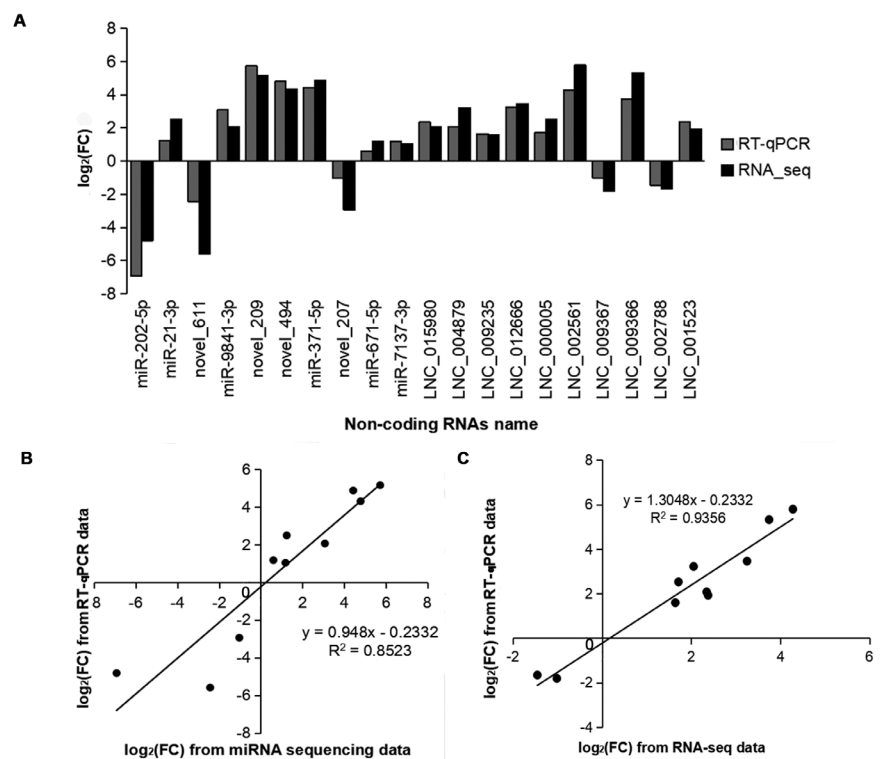 A
8
6
4
2
0
-2
-4
-6
-8
log2(FC)
RT-qPCR
RNA_seq
miR-202-5p
miR-21-3p
novel_611
miR-9841-3p
novel_209
novel_494
miR-371-5p
novel_207
miR-671-5p
miR-7137-3p
LNC_015980
LNC_004879
LNC_009235
LNC_012666
LNC_000005
LNC_002561
LNC_009367
LNC_009366
LNC_002788
LNC_001523
Non-coding RNAs name
B
6
4
2
0
-2
-4
-6
-8
8 -6 -4 -2 0 2 4 6 8
y = 0.948x - 0.2332
R2 = 0.8523
log2(FC) from RT-qPCR data
log2(FC) from miRNA sequencing data
C
8
6
4
2
0
-2
-4
-2 0 2 4 6
y = 1.3048x - 0.2332
R2 = 0.9356
log2(FC) from RT-qPCR data
log2(FC) from RNA-seq data